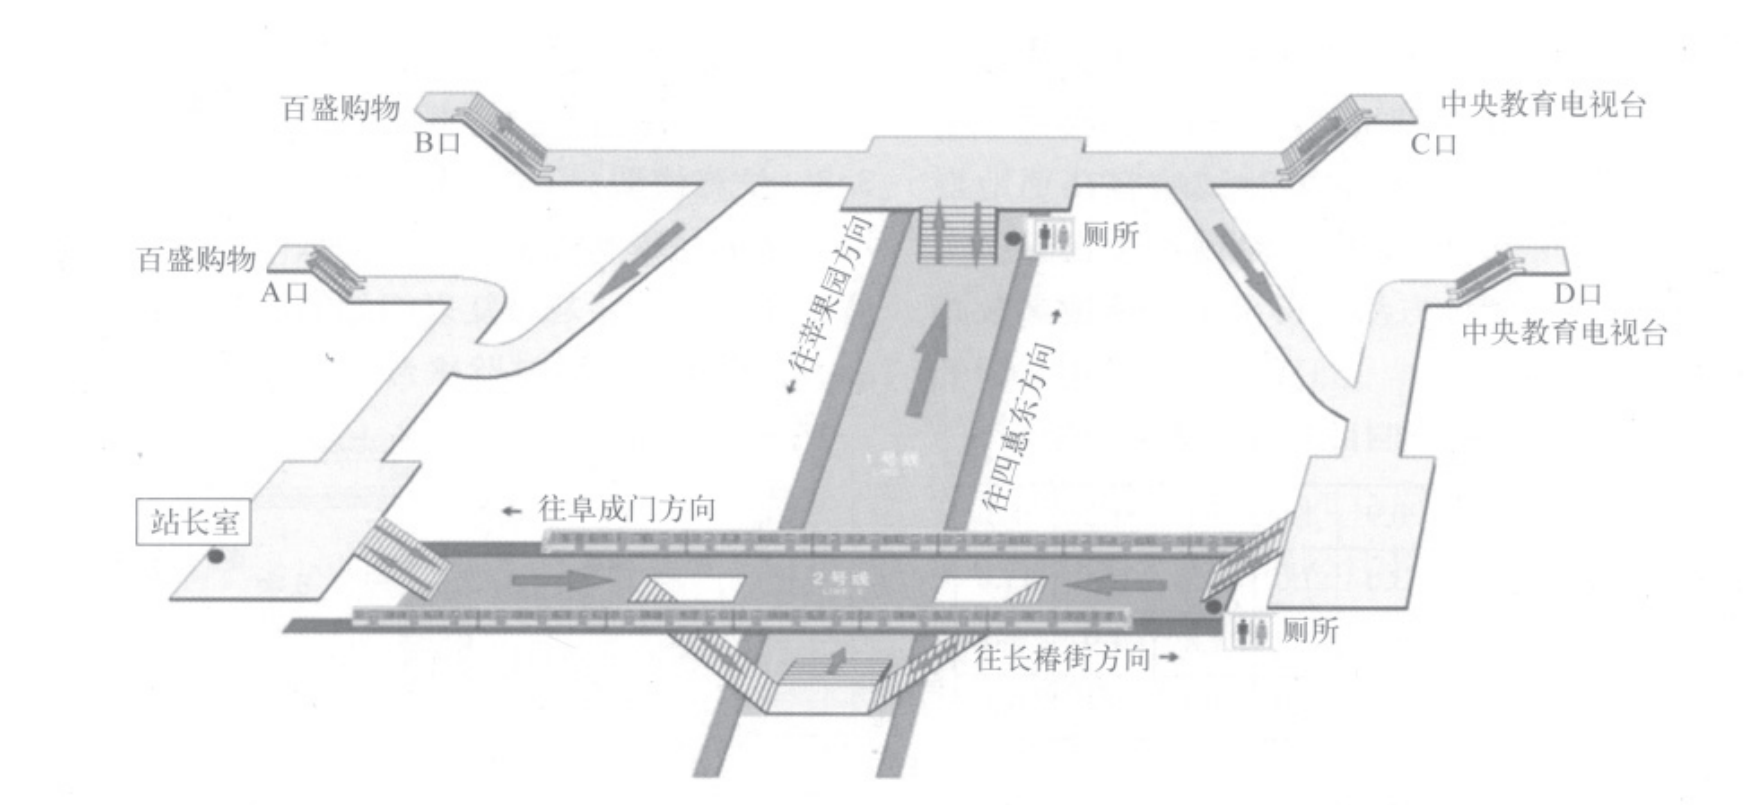 百盛购物
B口
中央教育电视台
C口
厕所
往苹果园方向
百盛购物
A口
D口
中央教育电视台
往四惠东方向
1号线
站长室
往阜成门方向
2号线
LINE 2
厕所
往长椿街方向